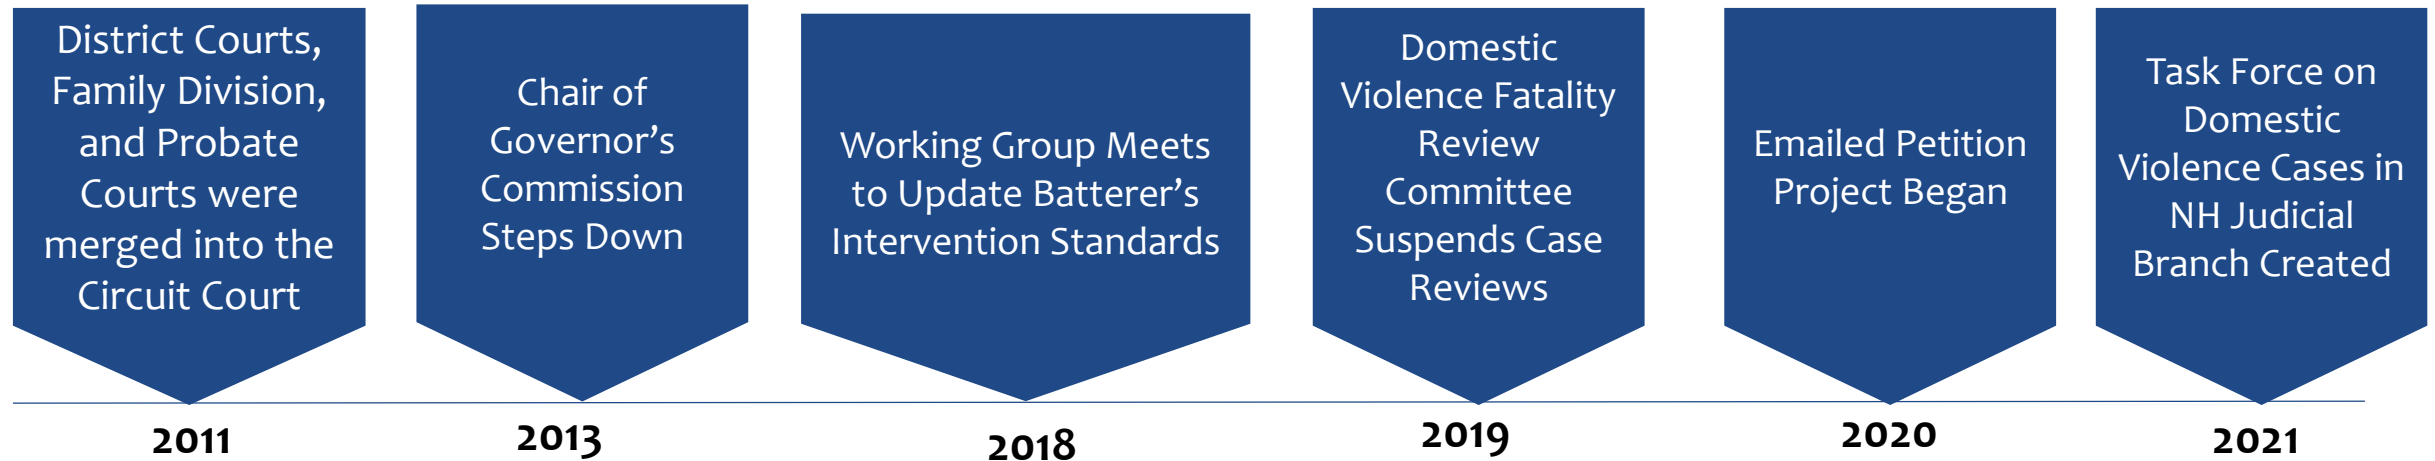 District Courts,
Family Division,
and Probate
Courts were
merged into the
Circuit Court
Chair of
Governor’s
Commission
Steps Down
Working Group Meets
to Update Batterer’s
Intervention Standards
Domestic
Violence Fatality
Review
Committee
Suspends Case
Reviews
Emailed Petition
Project Began
Task Force on
Domestic
Violence Cases in
NH Judicial
Branch Created
2011
2013
2018
2019
2020
2021